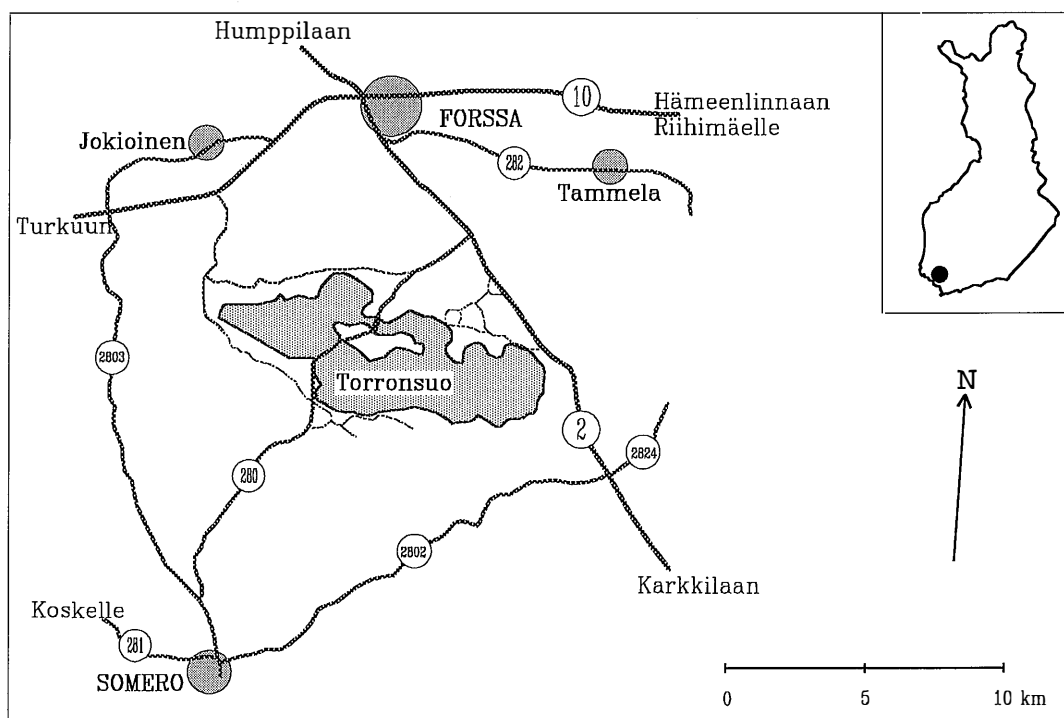 Humppilaan
10
Hämeenlinnaan
Riihimäelle
FORSSA
Jokioinen
282
Tammela
Turkuun
2803
Torronsuo
N
2
2824
280
2802
Karkkilaan
Koskelle
281
SOMERO
0 5 10 km